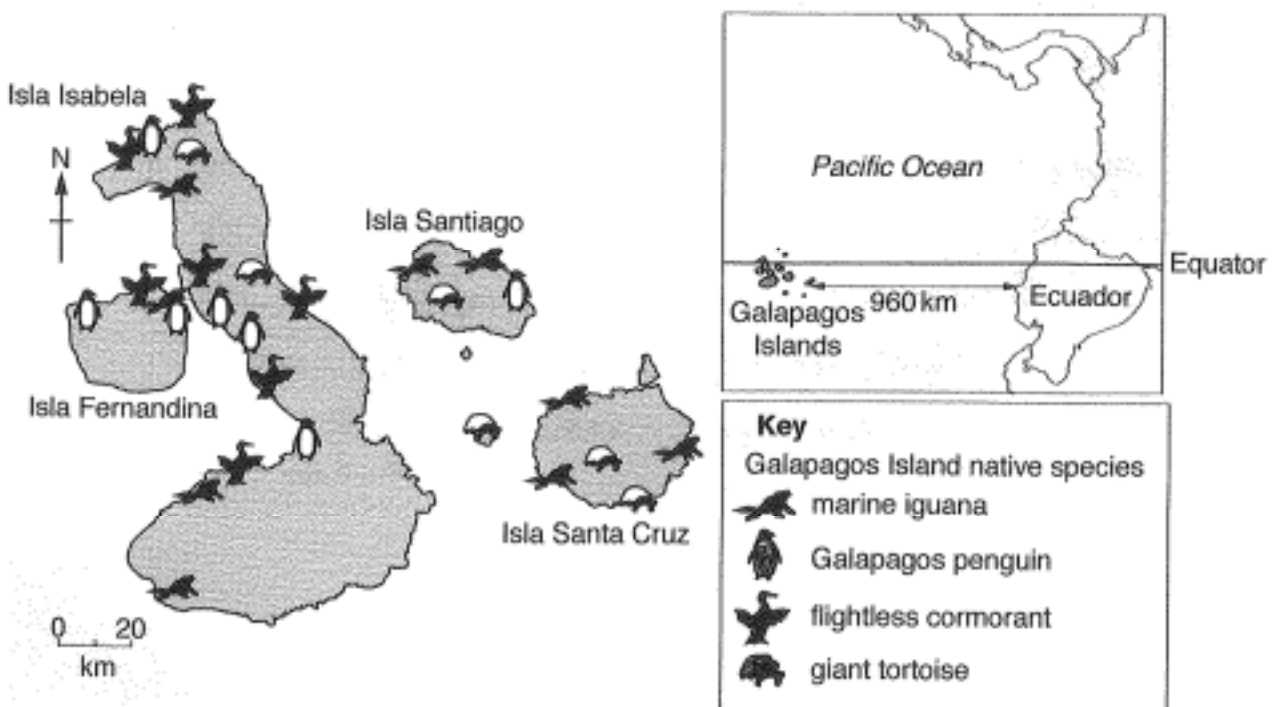 Isla Isabela
N
Isla Santiago
Isla Fernandina
Isla Santa Cruz
0 20
km
Pacific Ocean
Equator
960 km
Ecuador
Galapagos
Islands
Key
Galapagos Island native species
marine iguana
Galapagos penguin
flightless cormorant
giant tortoise